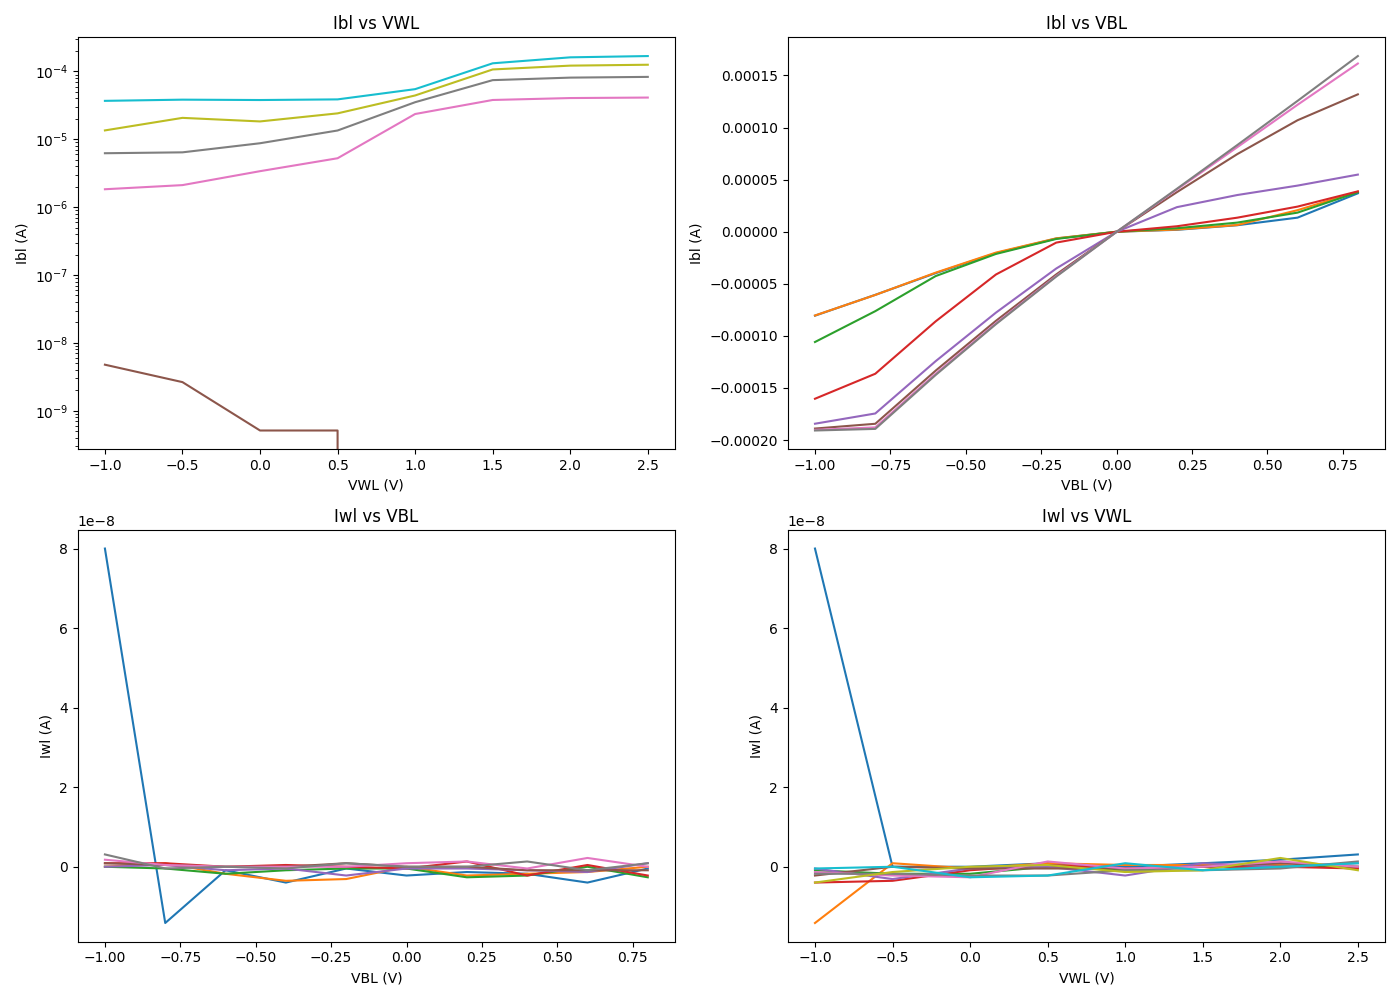 Ibl vs VWL
Ibl (A)
10⁻⁴
10⁻⁵
10⁻⁶
10⁻⁷
10⁻⁸
10⁻⁹
−1.0 −0.5 0.0 0.5 1.0 1.5 2.0 2.5
VWL (V)
Ibl vs VBL
Ibl (A)
0.00015
0.00010
0.00005
0.00000
−0.00005
−0.00010
−0.00015
−0.00020
−1.00 −0.75 −0.50 −0.25 0.00 0.25 0.50 0.75
VBL (V)
Iwl vs VBL
1e−8
Iwl (A)
8
6
4
2
0
−1.00 −0.75 −0.50 −0.25 0.00 0.25 0.50 0.75
VBL (V)
Iwl vs VWL
1e−8
Iwl (A)
8
6
4
2
0
−1.0 −0.5 0.0 0.5 1.0 1.5 2.0 2.5
VWL (V)